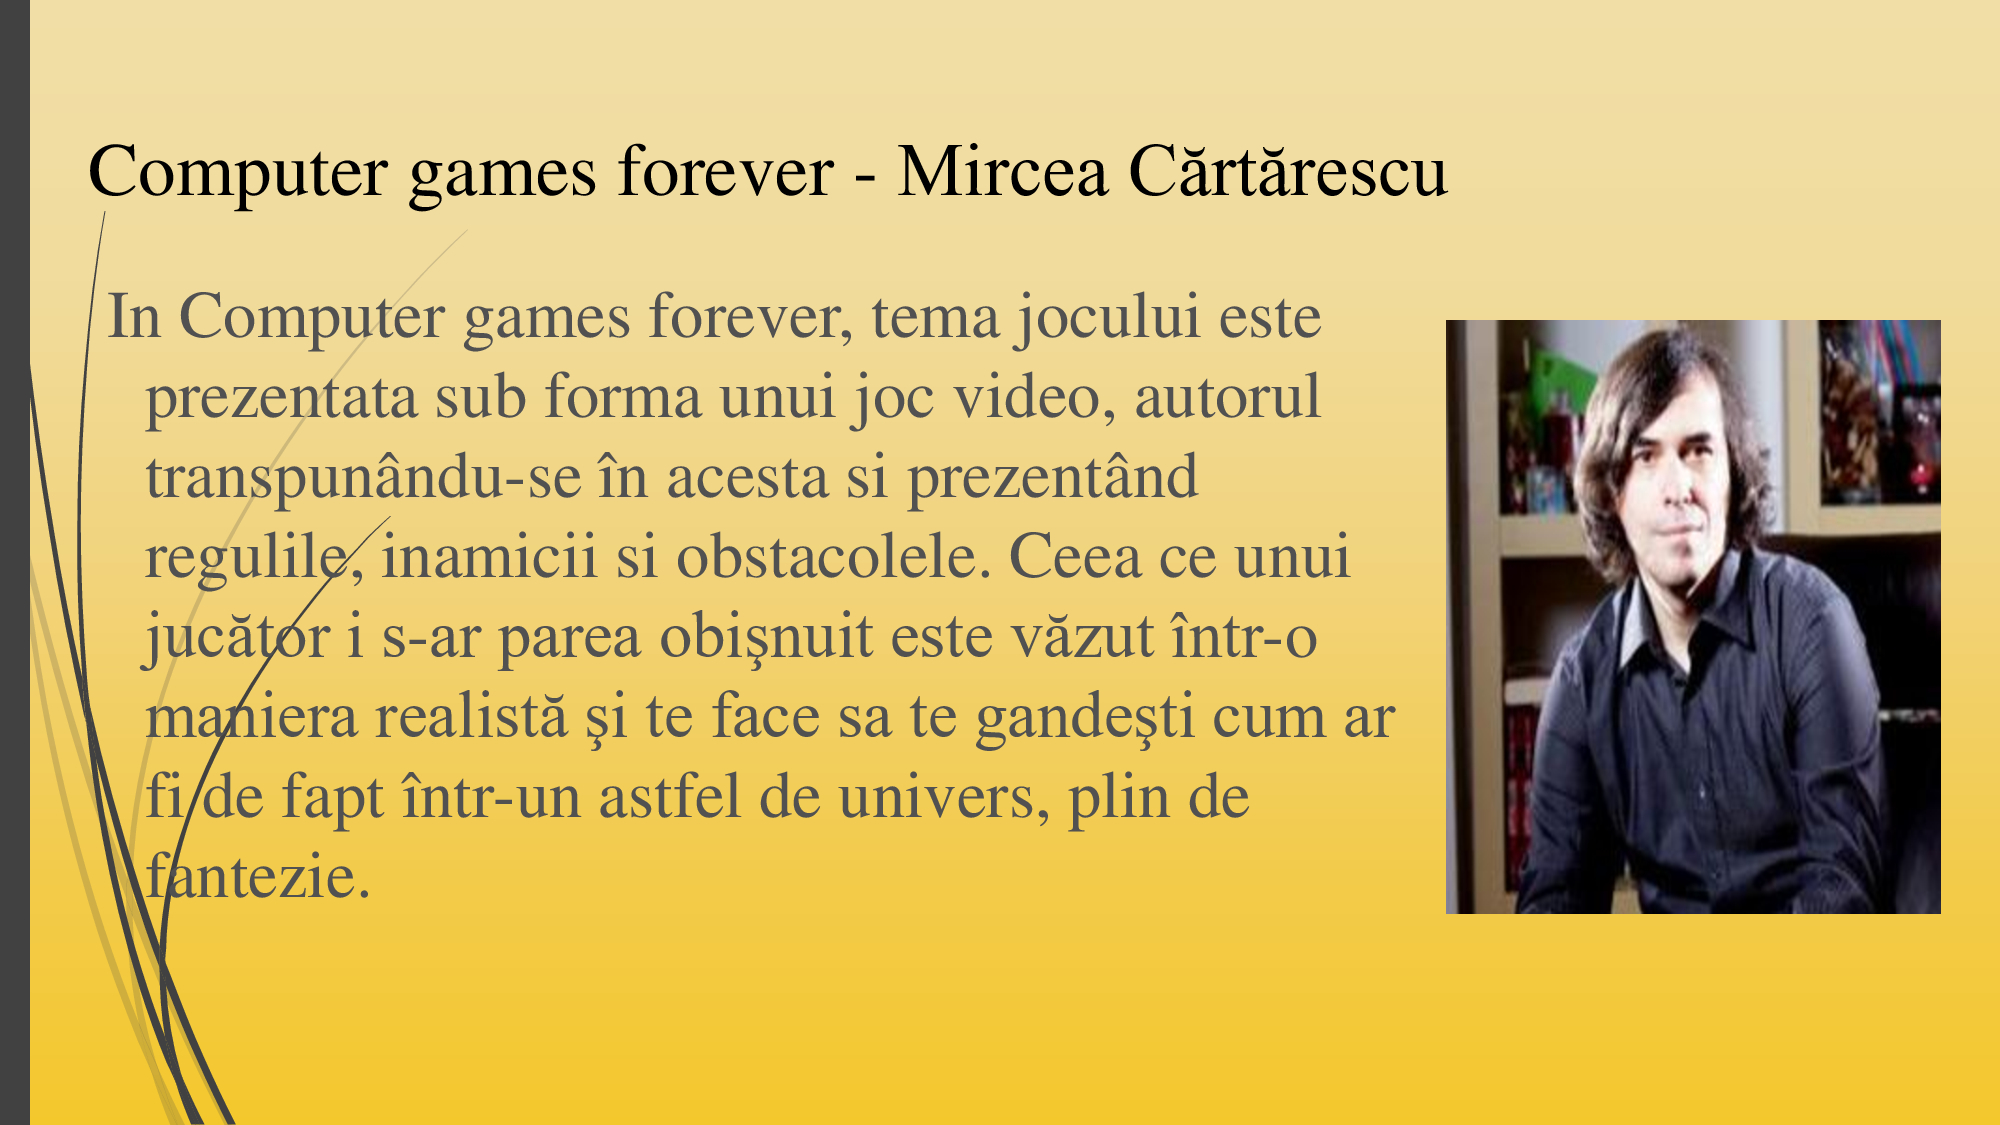 Computer games forever - Mircea Cărtărescu
In Computer games forever, tema jocului este
prezentata sub forma unui joc video, autorul
transpunându-se în acesta si prezentând
regulile, inamicii si obstacolele. Ceea ce unui
jucător i s-ar parea obişnuit este văzut într-o
maniera realistă şi te face sa te gandeşti cum ar
fi de fapt într-un astfel de univers, plin de
fantezie.